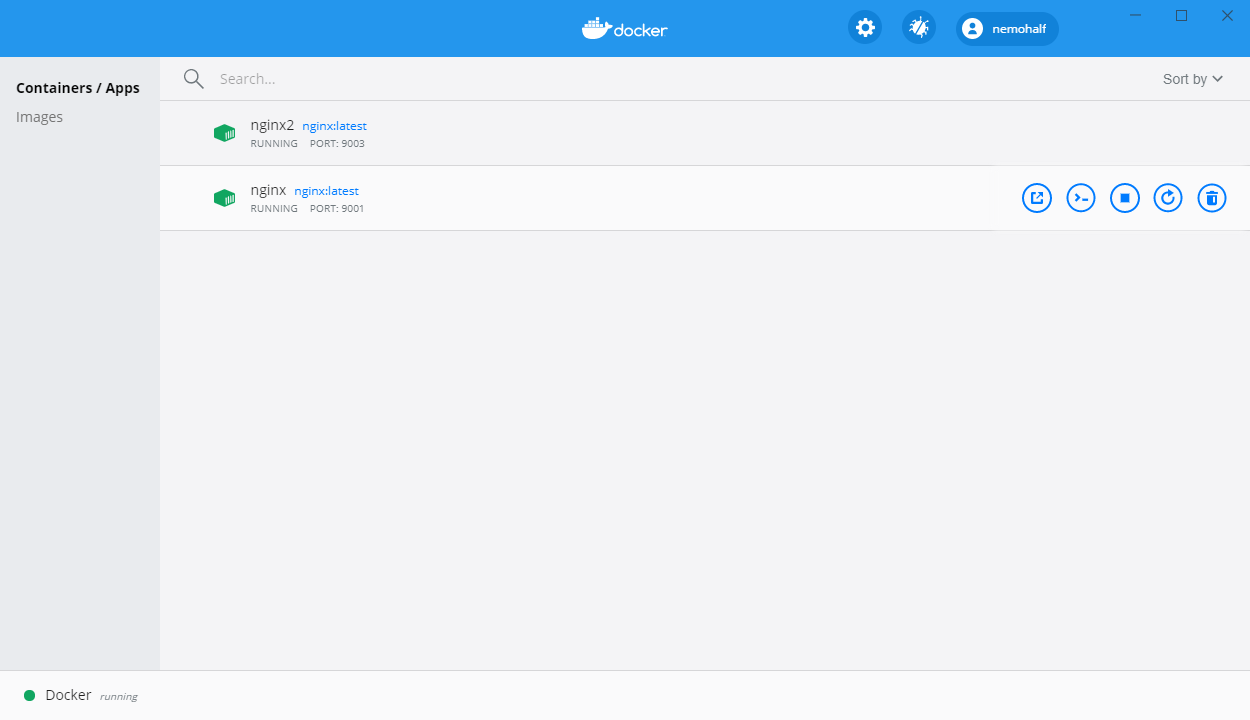 docker
nemohalf
Containers / Apps
Images
Search...
Sort by
nginx2 nginx:latest
RUNNING PORT: 9003
nginx nginx:latest
RUNNING PORT: 9001
Docker running